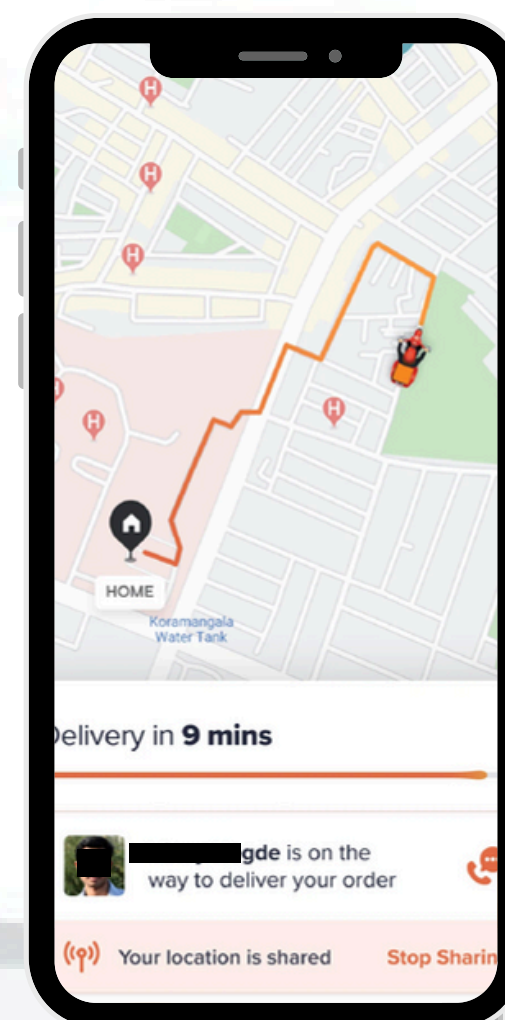 H
H
H
H
H
HOME
Koramangala
Water Tank
Delivery in 9 mins
gde is on the
way to deliver your order
Your location is shared
Stop Sharin